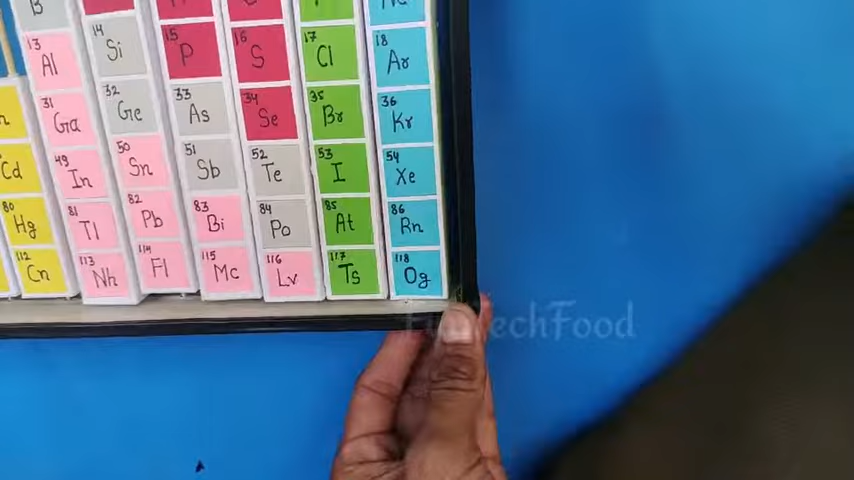 B
13 Al 14 Si 15 P 16 S 17 Cl 18 Ar
31 Ga 32 Ge 33 As 34 Se 35 Br 36 Kr
Cd 49 In 50 Sn 51 Sb 52 Te 53 I 54 Xe
80 Hg 81 Tl 82 Pb 83 Bi 84 Po 85 At 86 Rn
112 Cn 113 Nh 114 Fl 115 Mc 116 Lv 117 Ts 118 Og